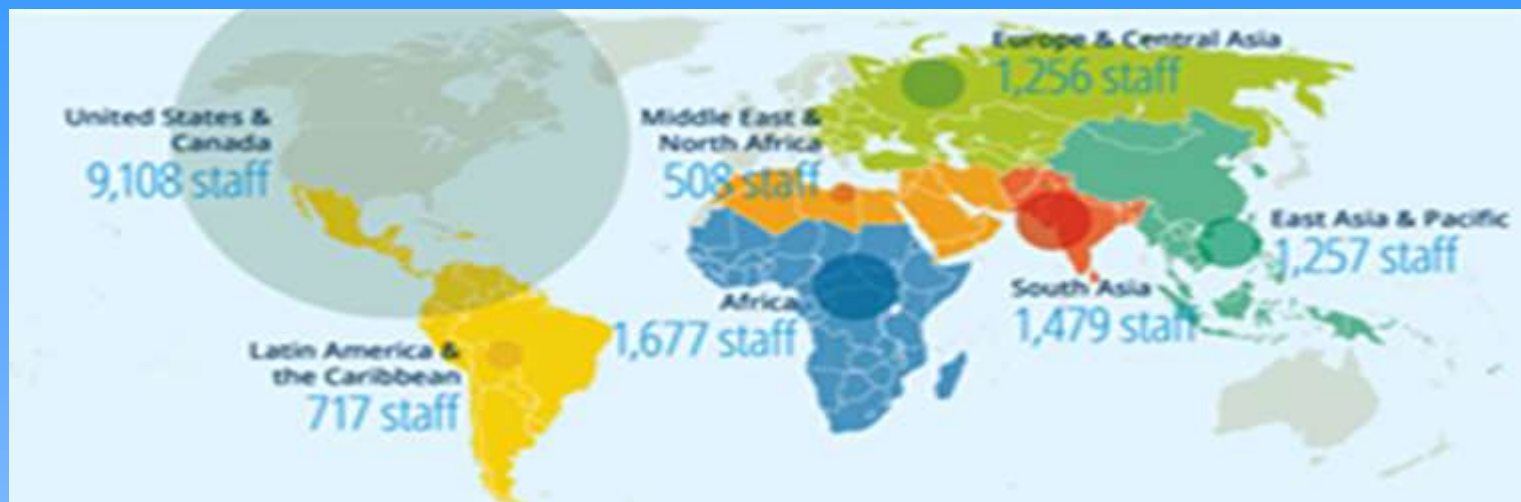 Europe & Central Asia
1,256 staff
United States &
Canada
9,108 staff
Middle East &
North Africa
508 staff
East Asia & Pacific
1,257 staff
South Asia
1,479 staff
Africa
1,677 staff
Latin America &
the Caribbean
717 staff